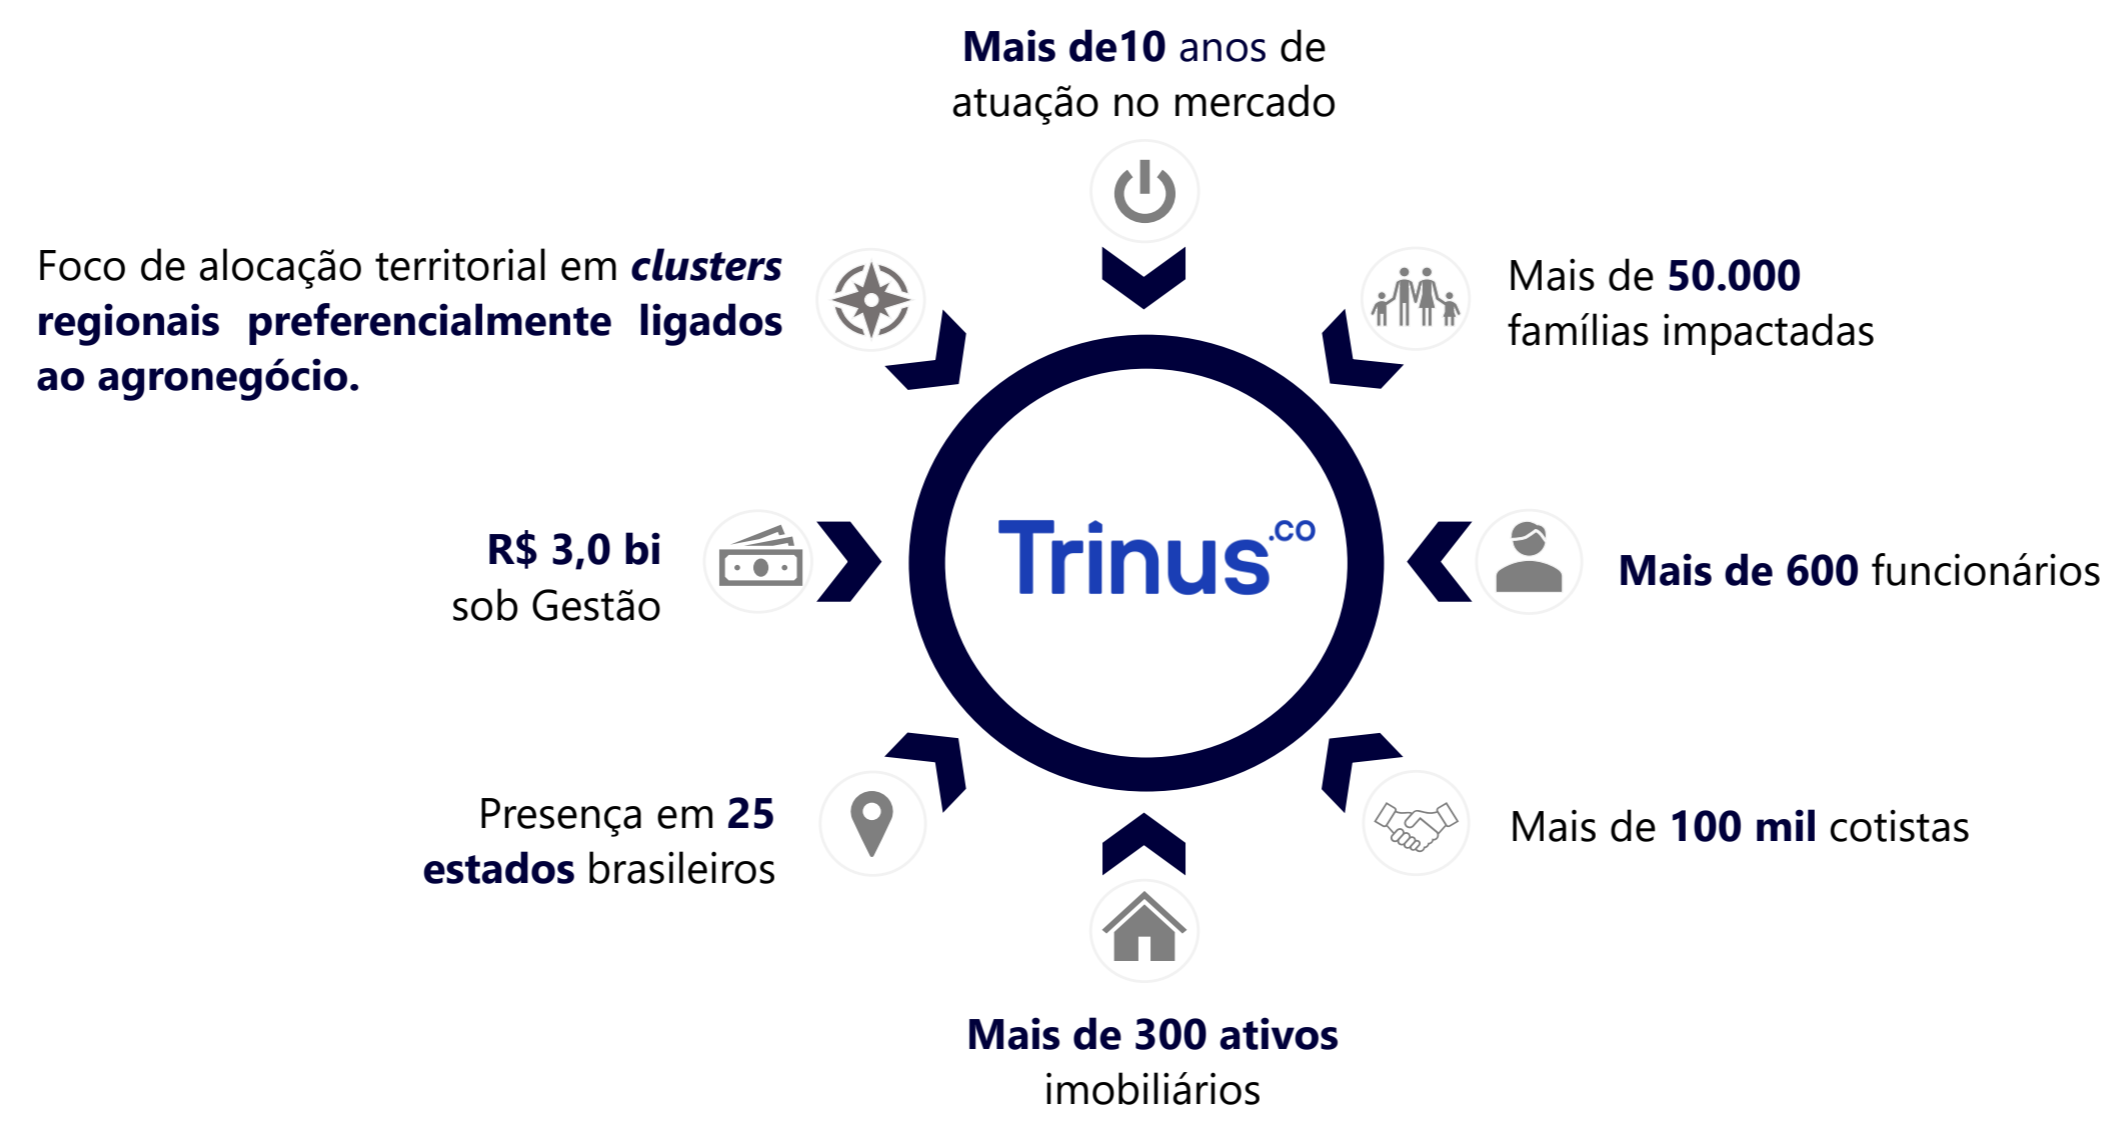 Mais de10 anos de
atuação no mercado
Foco de alocação territorial em clusters
regionais preferencialmente ligados
ao agronegócio.
Mais de 50.000
famílias impactadas
R$ 3,0 bi
sob Gestão
Trinus.co
Mais de 600 funcionários
Presença em 25
estados brasileiros
Mais de 100 mil cotistas
Mais de 300 ativos
imobiliários